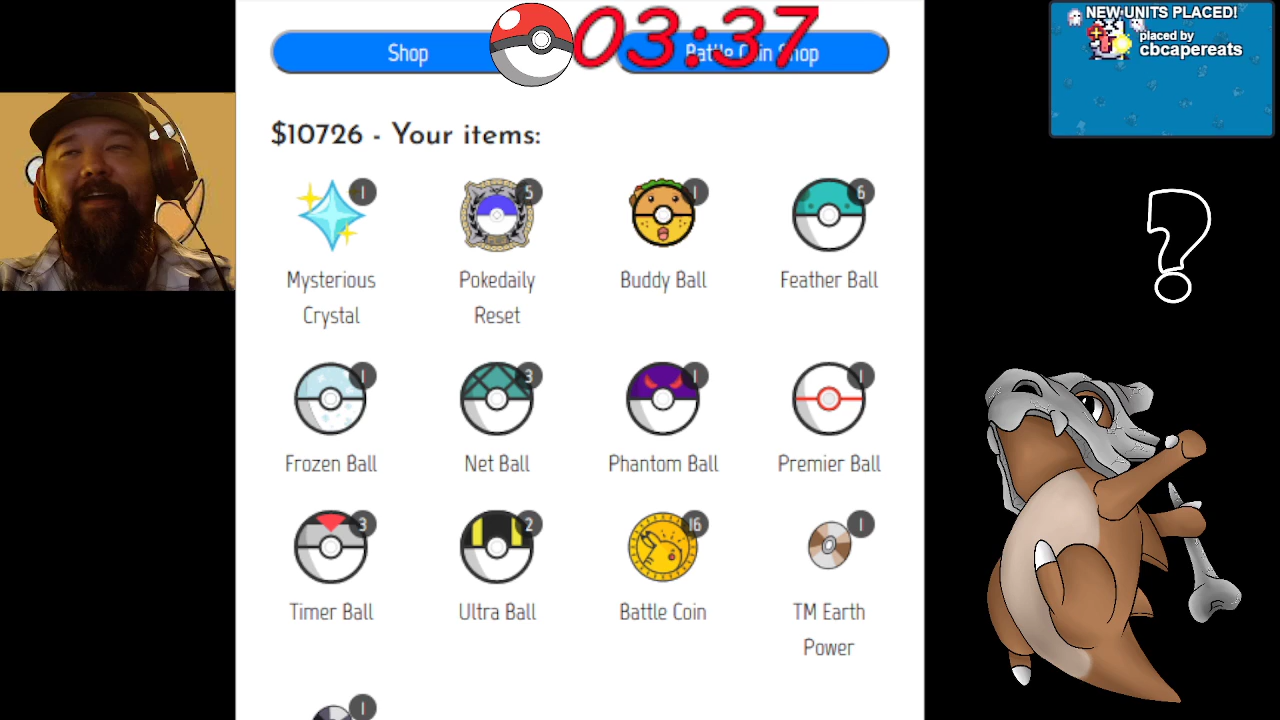 Shop
03:37
Battle Coin Shop
NEW UNITS PLACED!
placed by
cbcapereats
$10726 - Your items:
1
5
1
6
Mysterious
Crystal
Pokedaily
Reset
Buddy Ball
Feather Ball
1
3
1
1
Frozen Ball
Net Ball
Phantom Ball
Premier Ball
3
2
16
1
Timer Ball
Ultra Ball
Battle Coin
TM Earth
Power
1
?